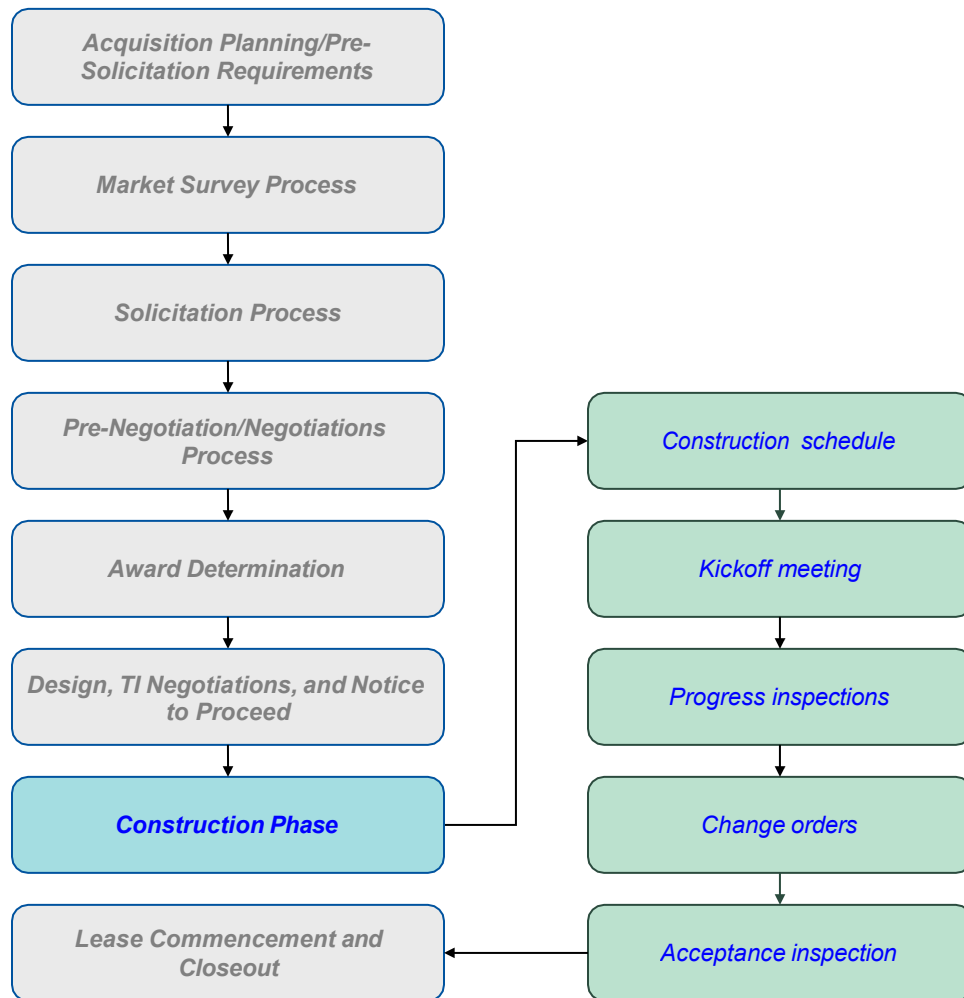 Acquisition Planning/Pre-
Solicitation Requirements
Market Survey Process
Solicitation Process
Pre-Negotiation/Negotiations
Process
Award Determination
Design, TI Negotiations, and Notice
to Proceed
Construction Phase
Lease Commencement and
Closeout
Construction schedule
Kickoff meeting
Progress inspections
Change orders
Acceptance inspection